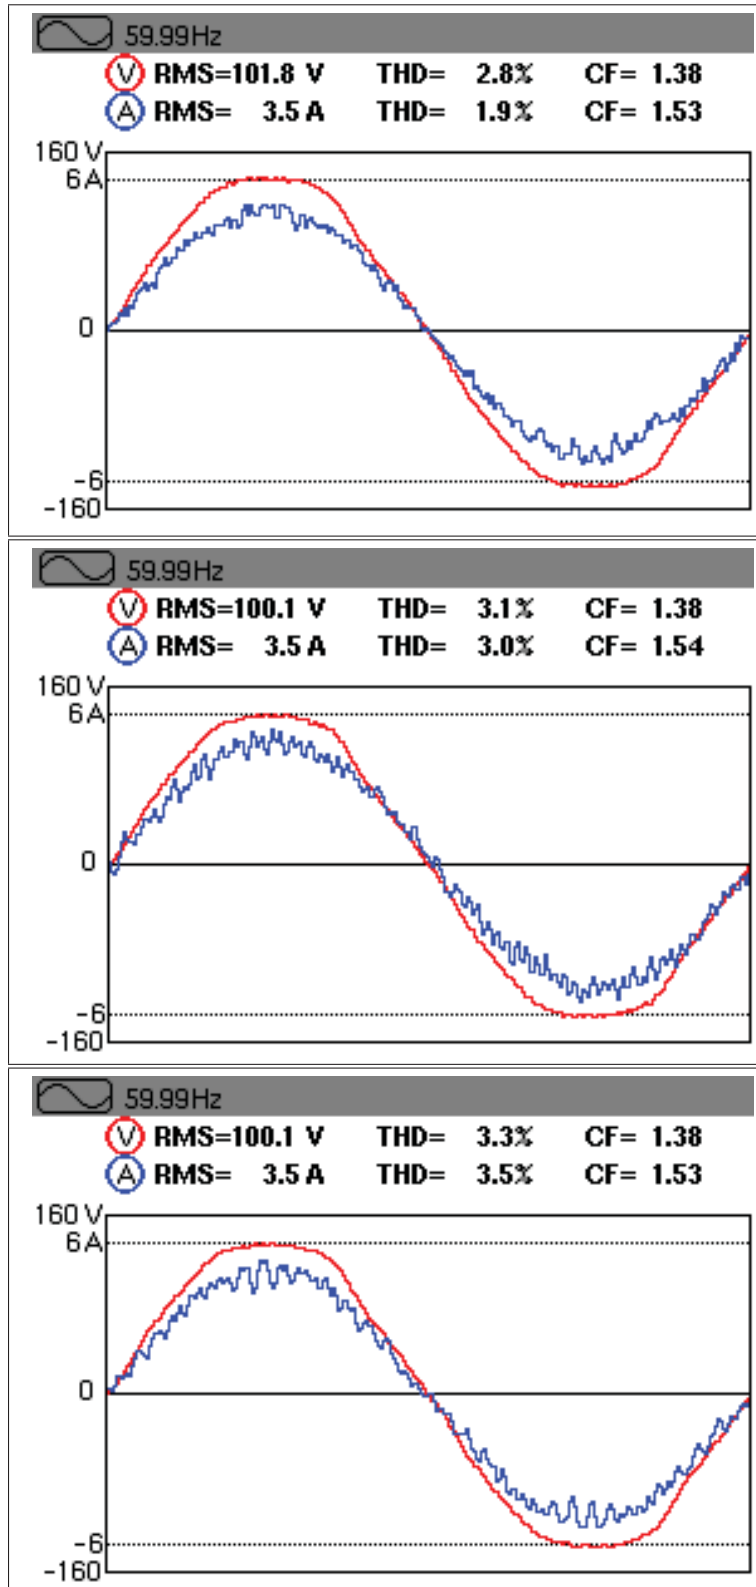 59.99Hz
V RMS=101.8 V THD= 2.8% CF= 1.38
A RMS= 3.5 A THD= 1.9% CF= 1.53
160 V
6 A
0
-6
-160
59.99Hz
V RMS=100.1 V THD= 3.1% CF= 1.38
A RMS= 3.5 A THD= 3.0% CF= 1.54
160 V
6 A
0
-6
-160
59.99Hz
V RMS=100.1 V THD= 3.3% CF= 1.38
A RMS= 3.5 A THD= 3.5% CF= 1.53
160 V
6 A
0
-6
-160